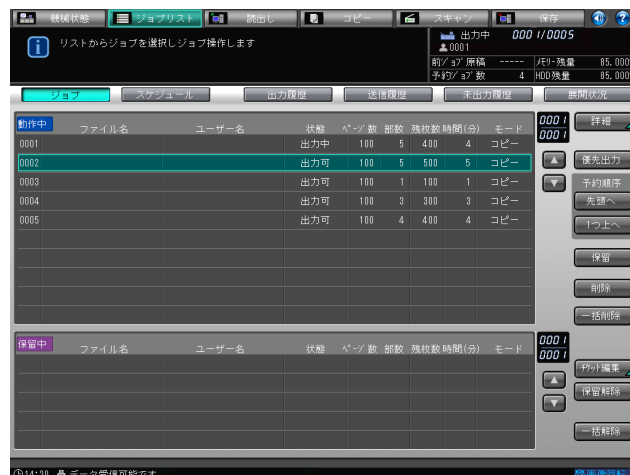 機械状態 ジョブリスト 読出し コピー スキャン 保存 ?
リストからジョブを選択しジョブ操作します
出力中 0001/0005
0001
前ｼﾞｮﾌﾞ原稿 ----- ﾒﾓﾘｰ残量 85.000
予約ｼﾞｮﾌﾞ数 4 HDD残量 85.000
ジョブ スケジュール 出力履歴 送信履歴 未出力履歴 展開状況
動作中 ファイル名 ユーザー名 状態 ﾍﾟｰｼﾞ数 部数 残枚数 時間(分) モード 0001 詳細
0001
0001 出力中 100 5 400 4 コピー
0002 出力可 100 5 500 5 コピー 優先出力
0003 出力可 100 1 100 1 コピー 予約順序
0004 出力可 100 3 300 3 コピー 先頭へ
0005 出力可 100 4 400 4 コピー 1つ上へ
保留
削除
一括削除
保留中 ファイル名 ユーザー名 状態 ﾍﾟｰｼﾞ数 部数 残枚数 時間(分) モード 0001
0001
ﾁｹｯﾄ編集
保留解除
一括解除
14:30 データ受信可能です 画像回転